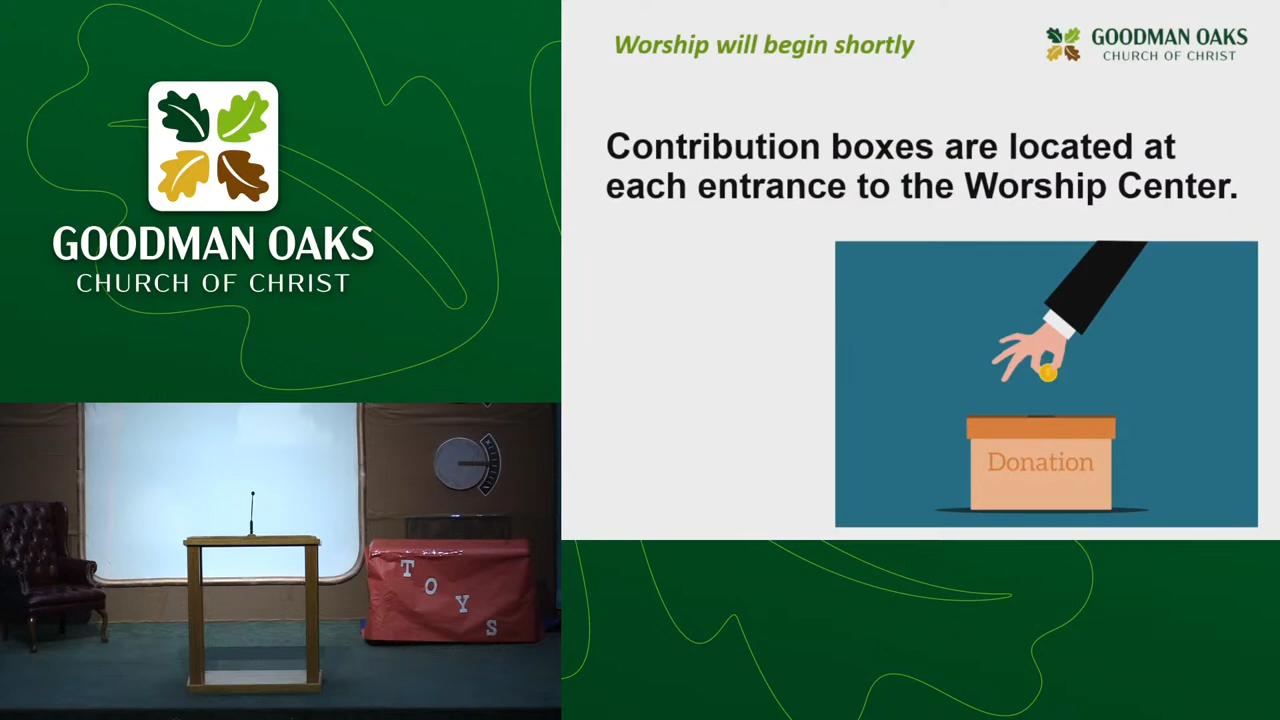 GOODMAN OAKS
CHURCH OF CHRIST
Worship will begin shortly
GOODMAN OAKS
CHURCH OF CHRIST
Contribution boxes are located at
each entrance to the Worship Center.
Donation
TOYS